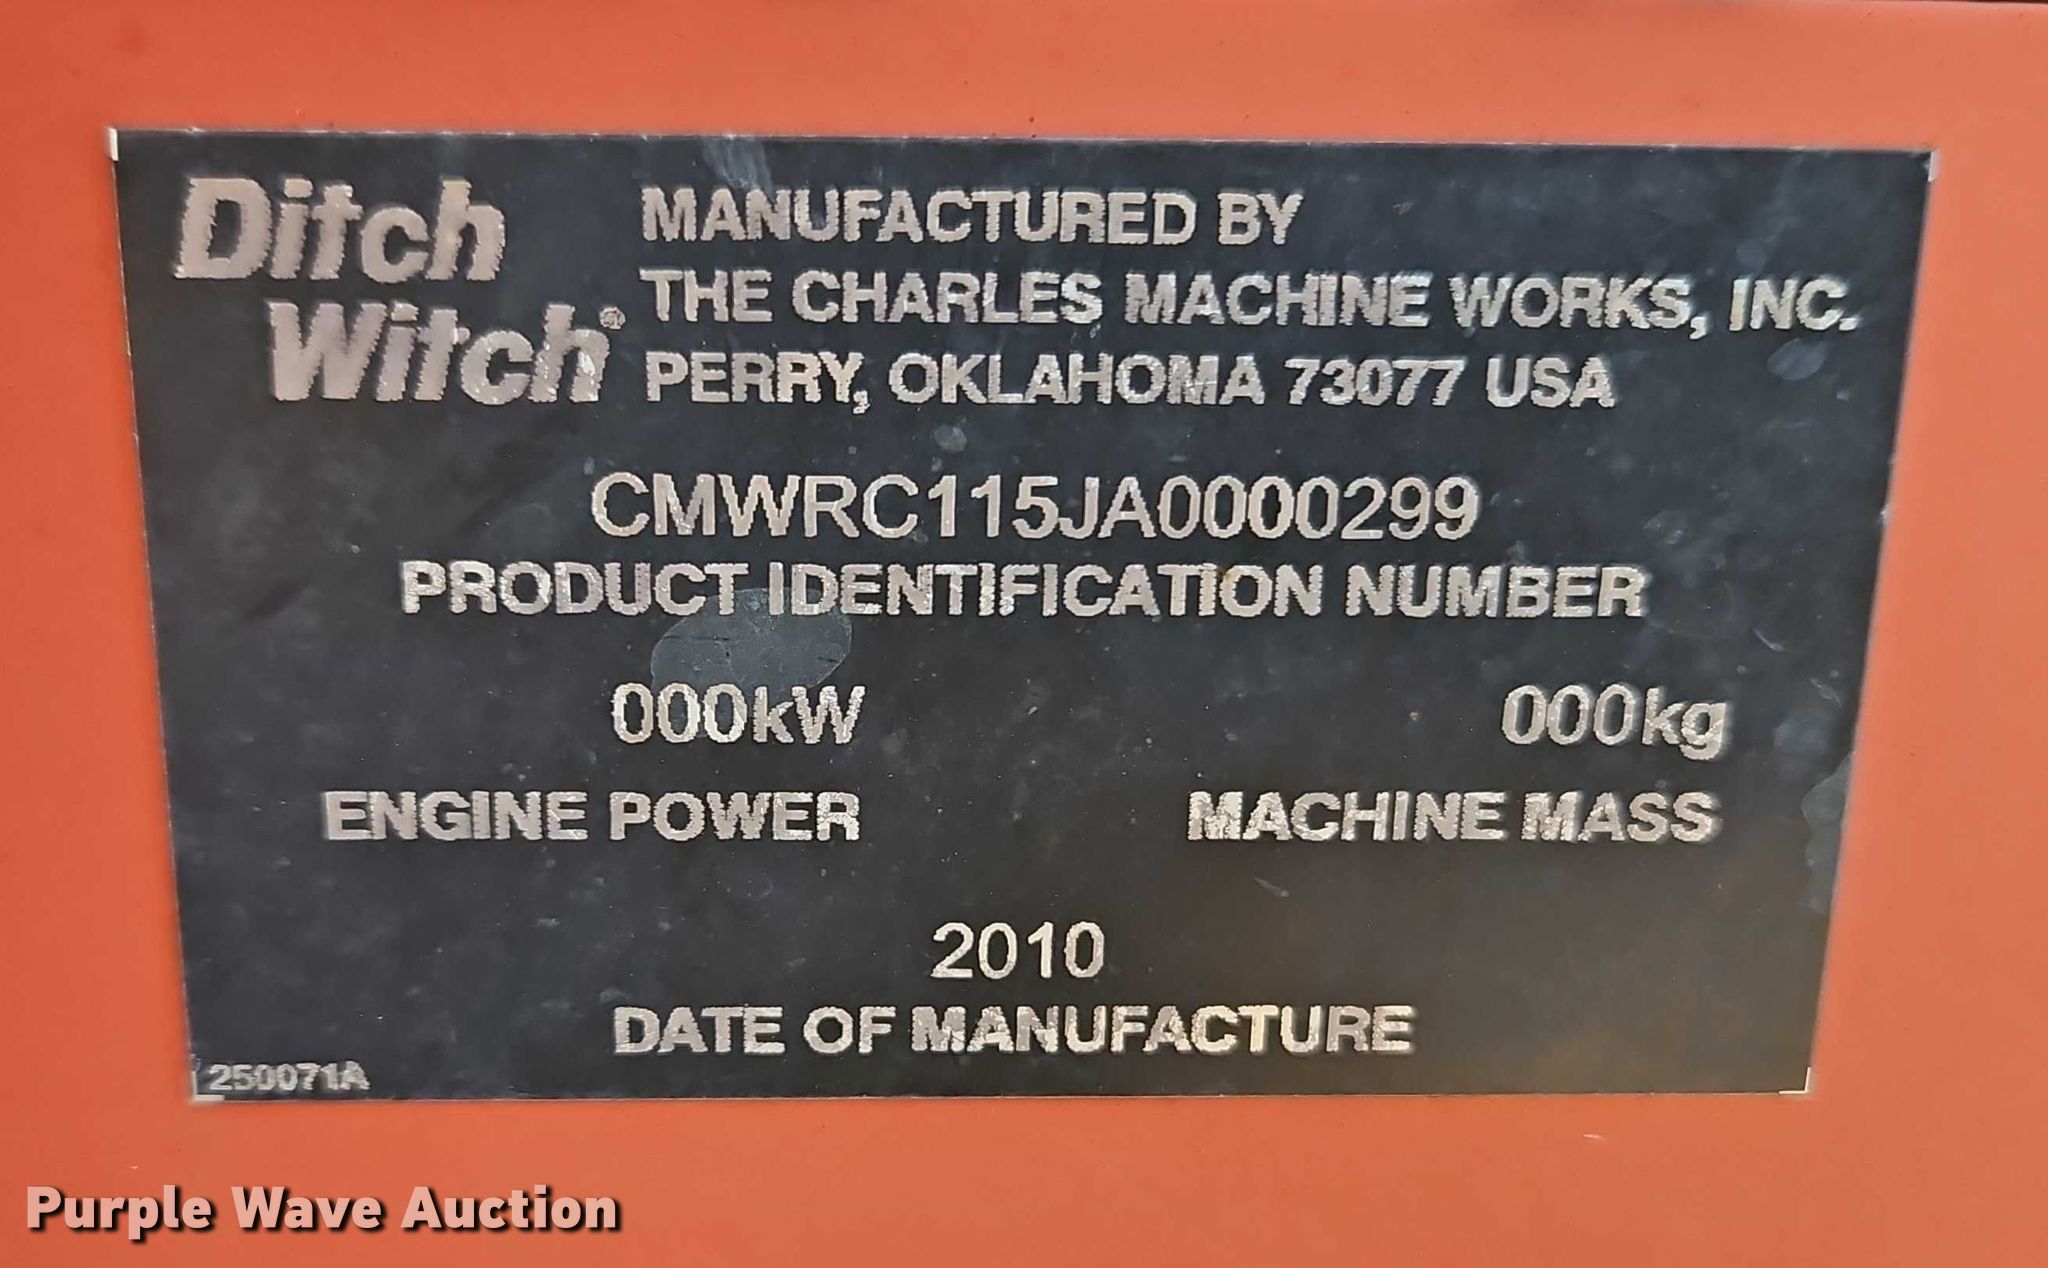 Ditch
Witch®
MANUFACTURED BY
THE CHARLES MACHINE WORKS, INC.
PERRY, OKLAHOMA 73077 USA
CMWRC115JA0000299
PRODUCT IDENTIFICATION NUMBER
000kW
ENGINE POWER
000kg
MACHINE MASS
2010
DATE OF MANUFACTURE
250071A
Purple Wave Auction